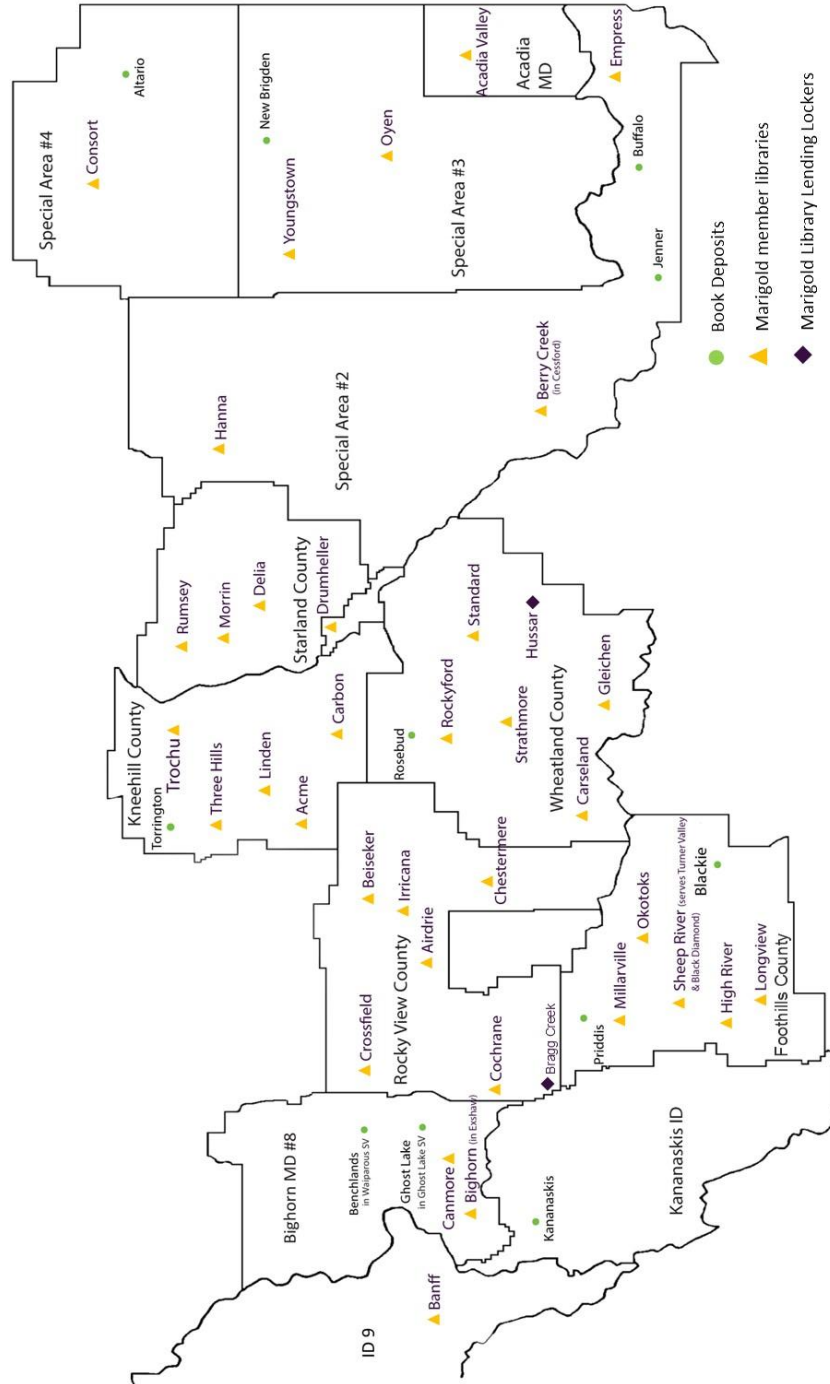 ID 9
Banff
Bighorn MD #8
Benchlands
in Waiparous SV
Ghost Lake
in Ghost Lake SV
Canmore
Bighorn (in Exshaw)
Kananaskis
Kananaskis ID
Crossfield
Rocky View County
Cochrane
Bragg Creek
Beiseker
Irricana
Airdrie
Chestermere
Priddis
Millarville
Okotoks
Sheep River (serves Turner Valley
& Black Diamond)
Blackie
High River
Longview
Foothills County
Kneehill County
Torrington
Trochu
Three Hills
Linden
Acme
Carbon
Rumsey
Morrin
Delia
Starland County
Drumheller
Rosebud
Rockyford
Standard
Strathmore
Hussar
Wheatland County
Carseland
Gleichen
Hanna
Special Area #2
Berry Creek
(in Cessford)
Special Area #4
Consort
Altario
New Brigden
Youngstown
Oyen
Special Area #3
Acadia Valley
Acadia
MD
Empress
Buffalo
Jenner
Book Deposits
Marigold member libraries
Marigold Library Lending Lockers